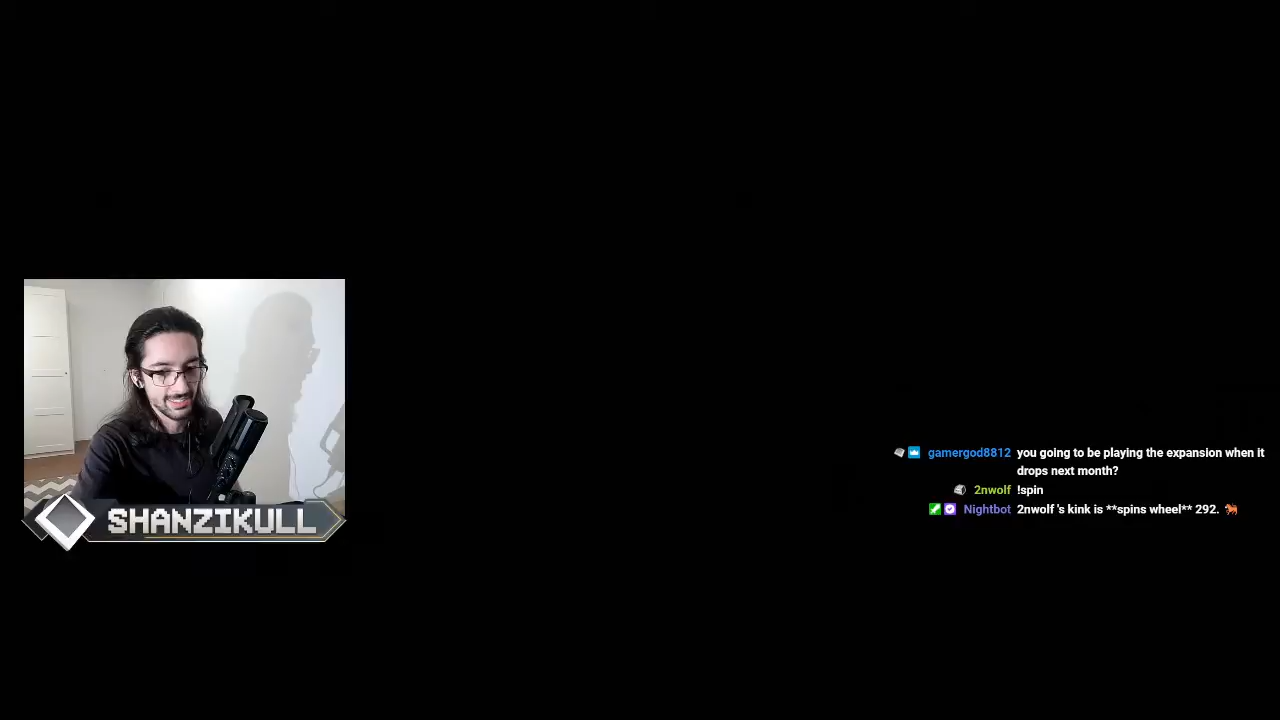 gamergod8812 you going to be playing the expansion when it
drops next month?
2nwolf !spin
Nightbot 2nwolf 's kink is **spins wheel** 292.
SHANZIKULL